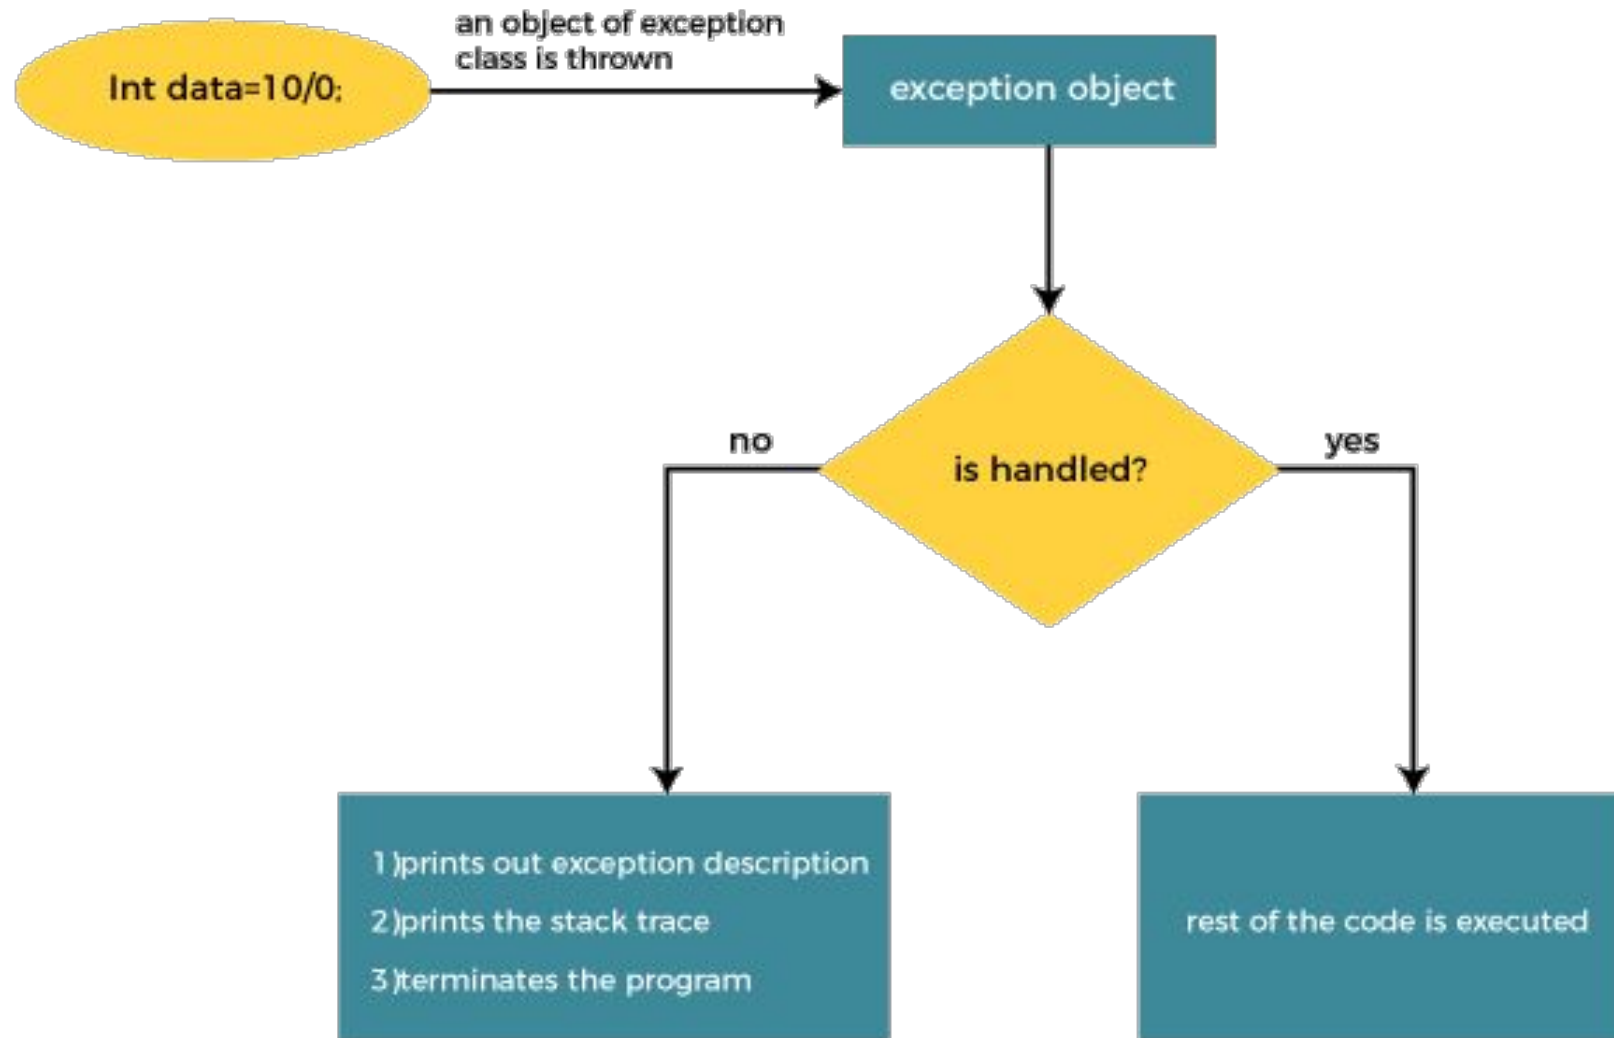 an object of exception
class is thrown
Int data=10/0;
exception object
no
yes
is handled?
1)prints out exception description
2)prints the stack trace
3)terminates the program
rest of the code is executed